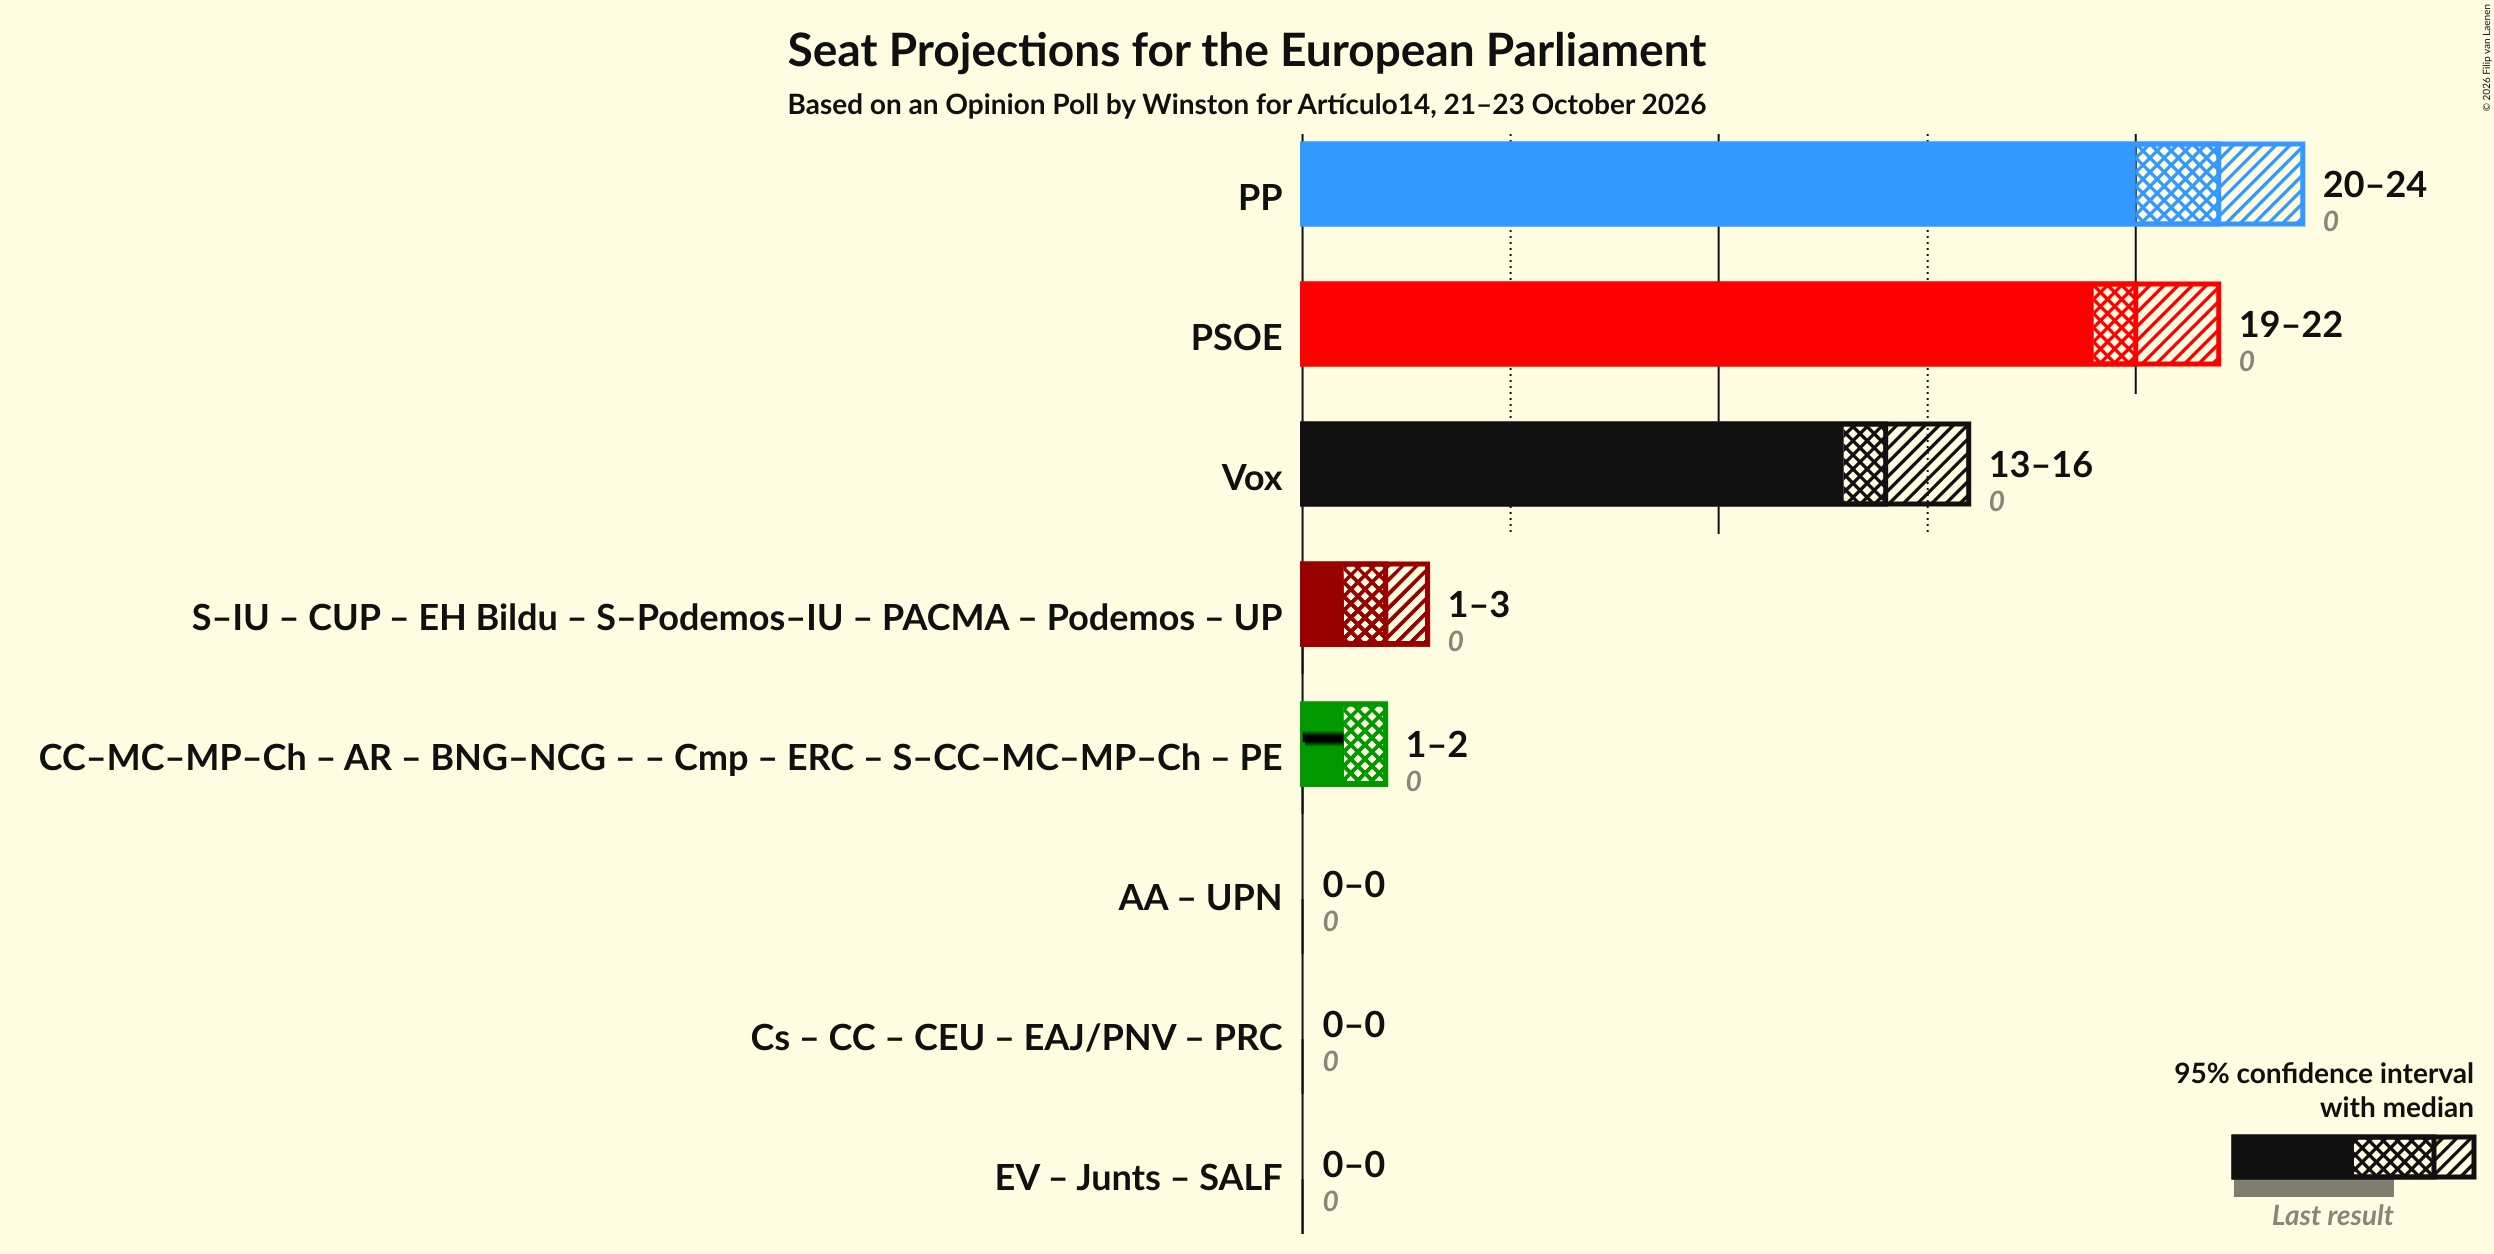 Seat Projections for the European Parliament
Based on an Opinion Poll by Winston for Artículo14, 21–23 October 2026
© 2026 Filip van Laenen
PP
20–24
0
PSOE
19–22
0
Vox
13–16
0
S–IU – CUP – EH Bildu – S–Podemos–IU – PACMA – Podemos – UP
1–3
0
CC–MC–MP–Ch – AR – BNG–NCG – – Cmp – ERC – S–CC–MC–MP–Ch – PE
1–2
0
AA – UPN
0–0
0
Cs – CC – CEU – EAJ/PNV – PRC
0–0
0
EV – Junts – SALF
0–0
0
95% confidence interval
with median
Last result